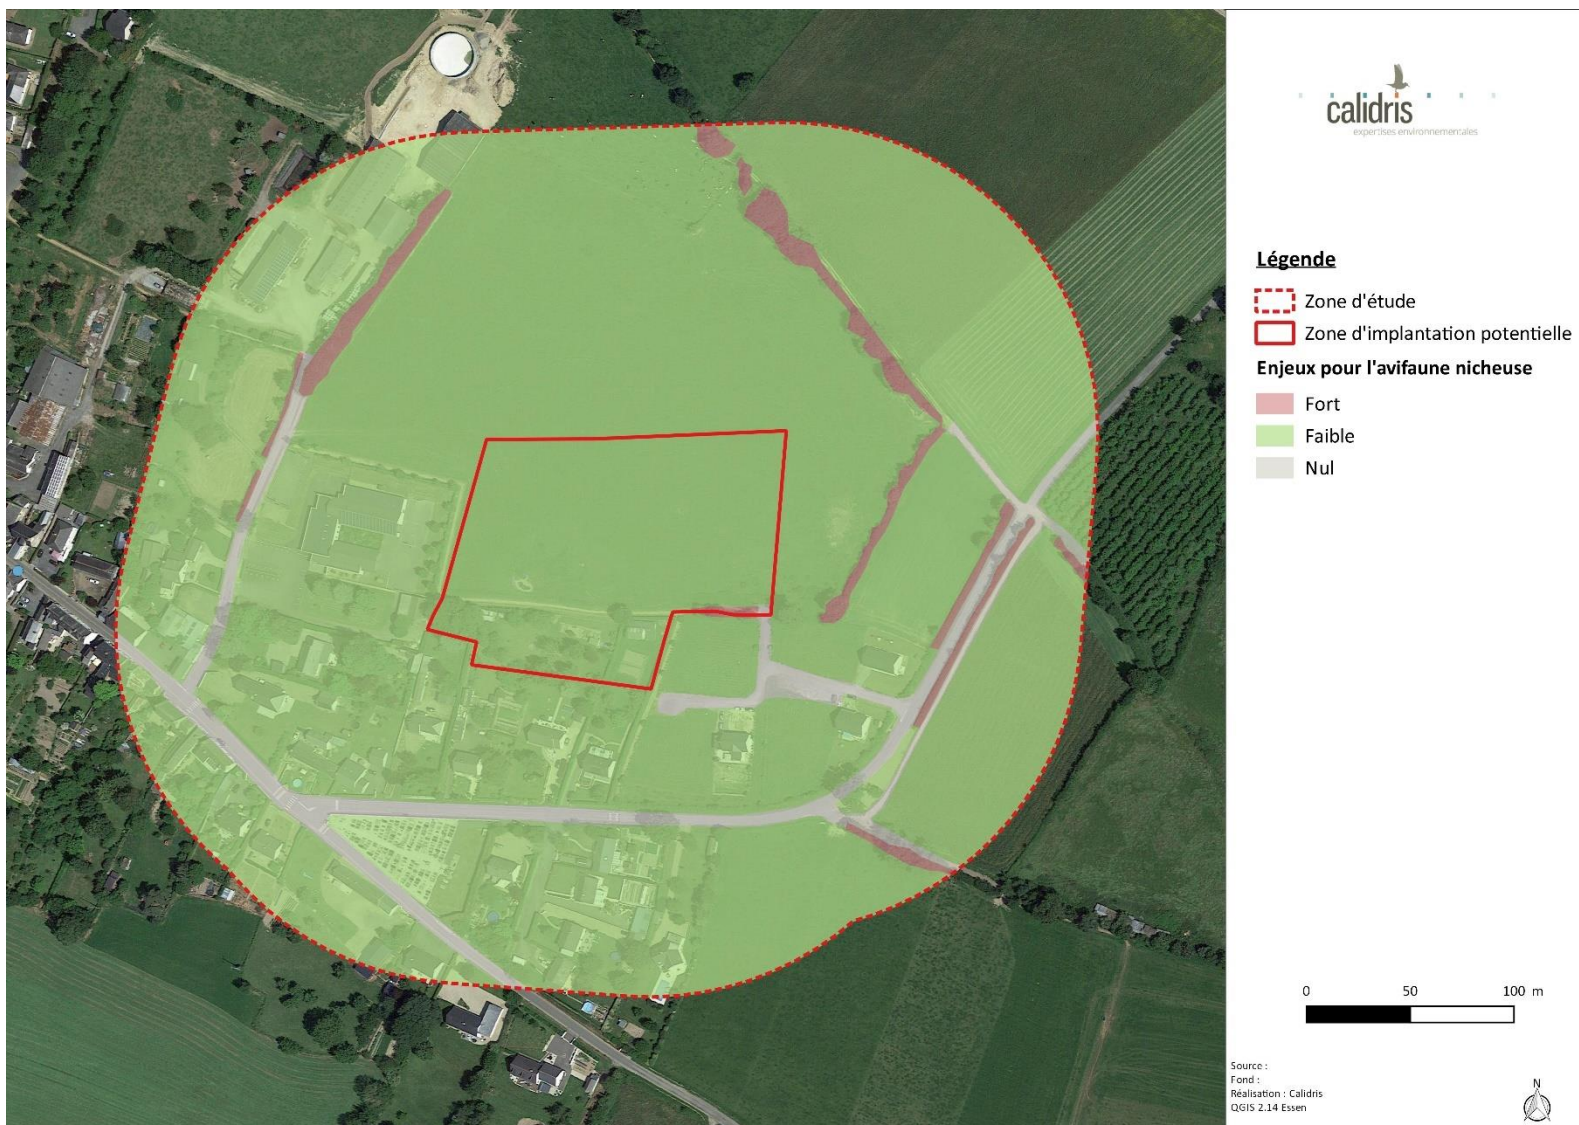 calidris
expertises environnementales
Légende
Zone d'étude
Zone d'implantation potentielle
Enjeux pour l'avifaune nicheuse
Fort
Faible
Nul
0 50 100 m
Source :
Fond :
Réalisation : Calidris
QGIS 2.14 Essen
N